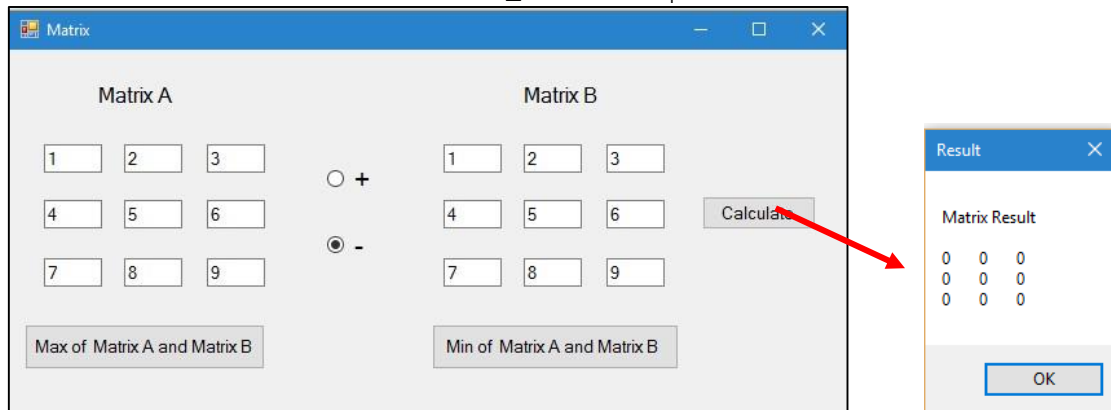 Matrix
Matrix A Matrix B
1 2 3 1 2 3
+
4 5 6 4 5 6 Calculate
-
7 8 9 7 8 9
Max of Matrix A and Matrix B Min of Matrix A and Matrix B
Result
Matrix Result
0 0 0
0 0 0
0 0 0
OK